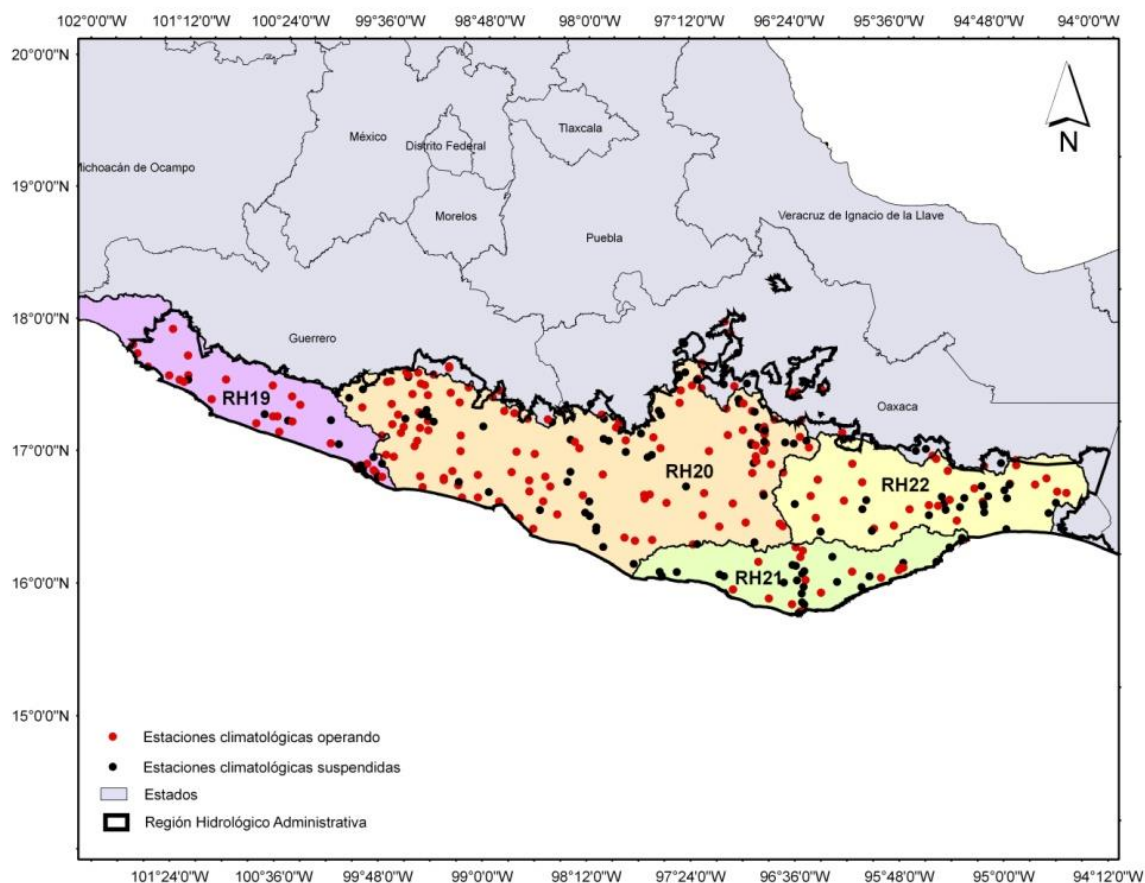 102°0'0"W 101°12'0"W 100°24'0"W 99°36'0"W 98°48'0"W 98°0'0"W 97°12'0"W 96°24'0"W 95°36'0"W 94°48'0"W 94°0'0"W
20°0'0"N
N
México
Tlaxcala
Distrito Federal
Michoacán de Ocampo
19°0'0"N
Morelos
Veracruz de Ignacio de la Llave
Puebla
18°0'0"N
Guerrero
RH19
Oaxaca
17°0'0"N
RH20
RH22
16°0'0"N
RH21
15°0'0"N
Estaciones climatológicas operando
Estaciones climatológicas suspendidas
Estados
Región Hidrológico Administrativa
101°24'0"W 100°36'0"W 99°48'0"W 99°0'0"W 98°12'0"W 97°24'0"W 96°36'0"W 95°48'0"W 95°0'0"W 94°12'0"W